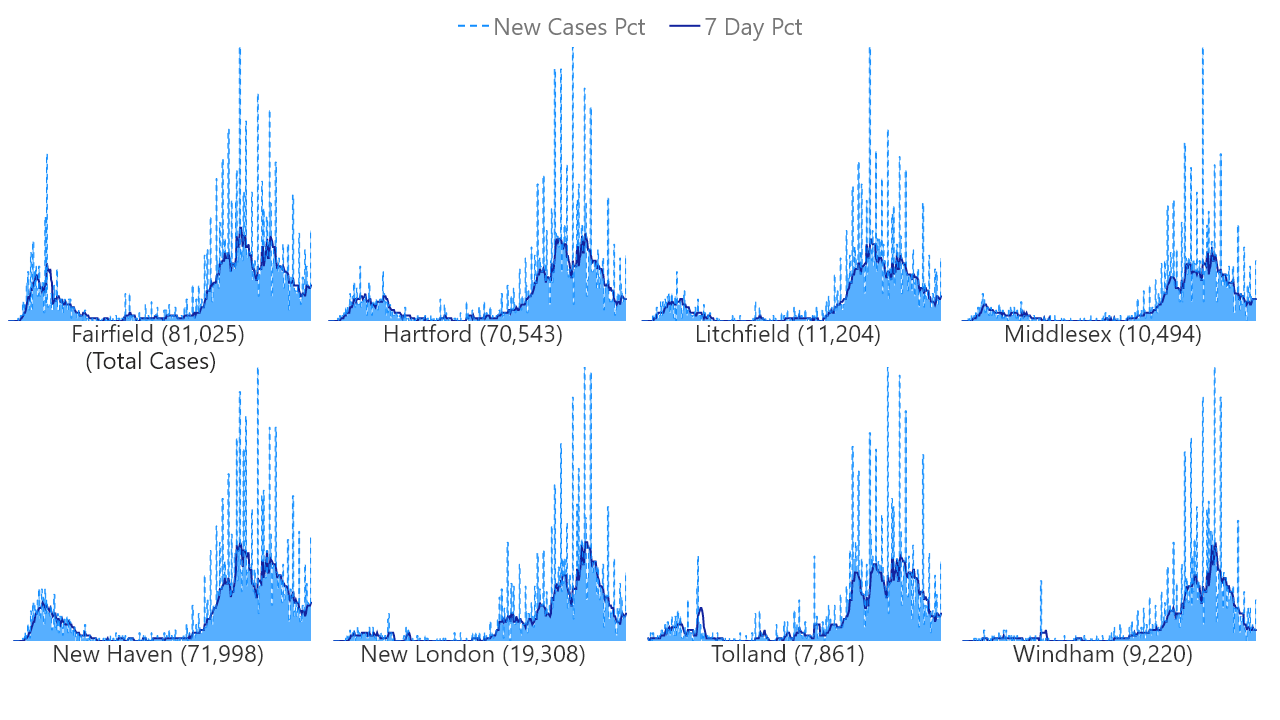 New Cases Pct 7 Day Pct
Fairfield (81,025)
(Total Cases)
Hartford (70,543)
Litchfield (11,204)
Middlesex (10,494)
New Haven (71,998)
New London (19,308)
Tolland (7,861)
Windham (9,220)